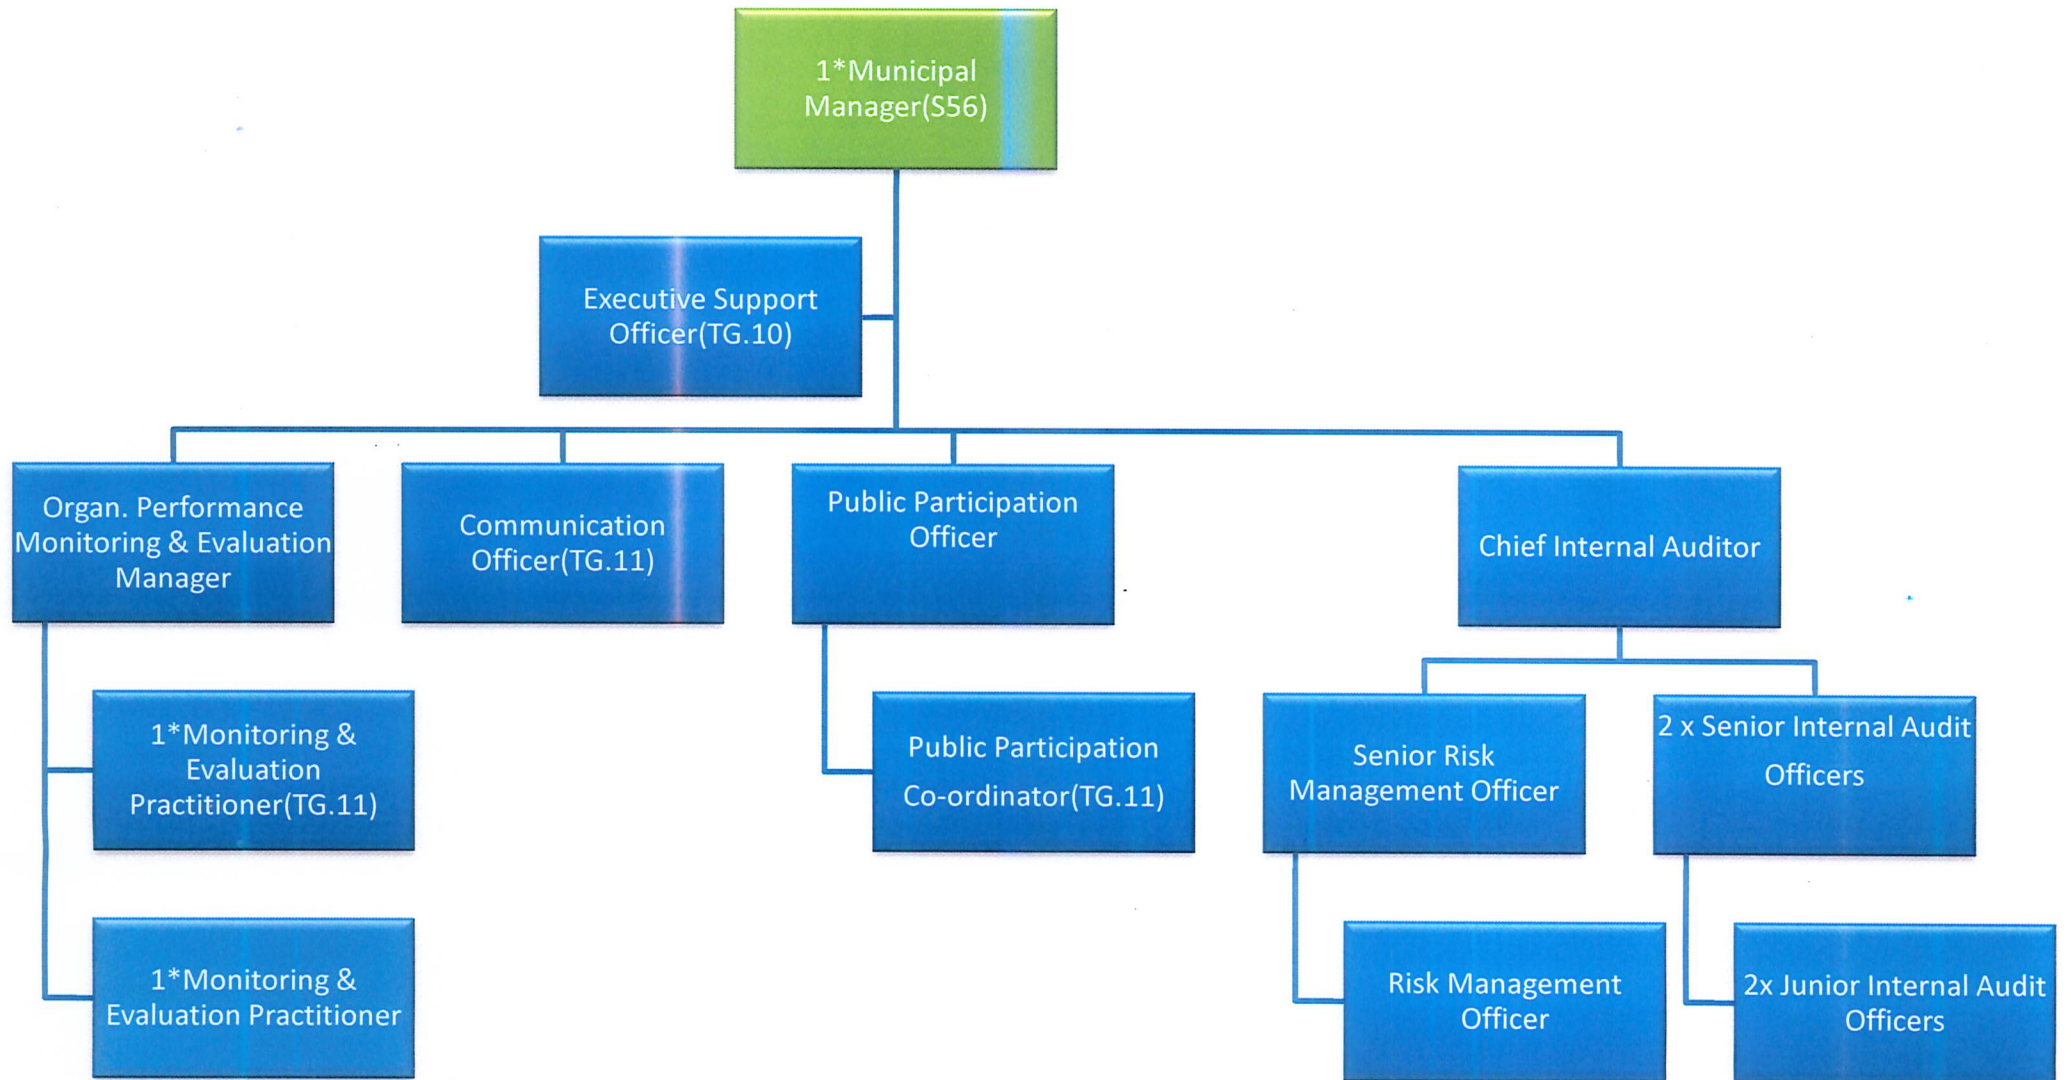 1*Municipal
Manager(S56)
Executive Support
Officer(TG.10)
Organ. Performance
Monitoring & Evaluation
Manager
Communication
Officer(TG.11)
Public Participation
Officer
Chief Internal Auditor
1*Monitoring &
Evaluation
Practitioner(TG.11)
Public Participation
Co-ordinator(TG.11)
Senior Risk
Management Officer
2 x Senior Internal Audit
Officers
1*Monitoring &
Evaluation Practitioner
Risk Management
Officer
2x Junior Internal Audit
Officers